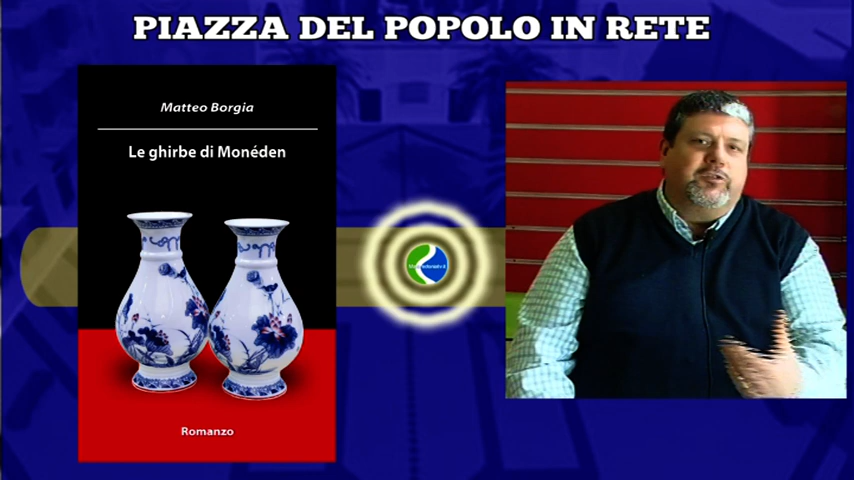 PIAZZA DEL POPOLO IN RETE
Matteo Borgia
Le ghirbe di Monéden
Romanzo